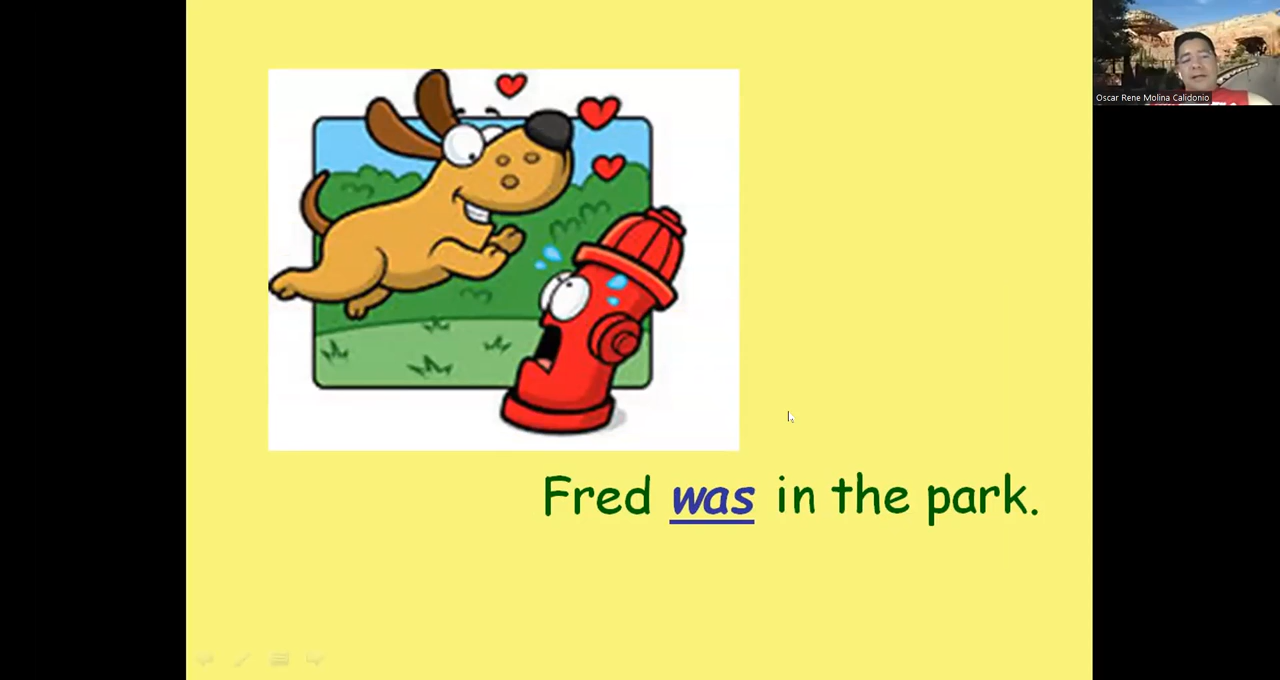 Oscar Rene Molina Calidonio
Fred was in the park.